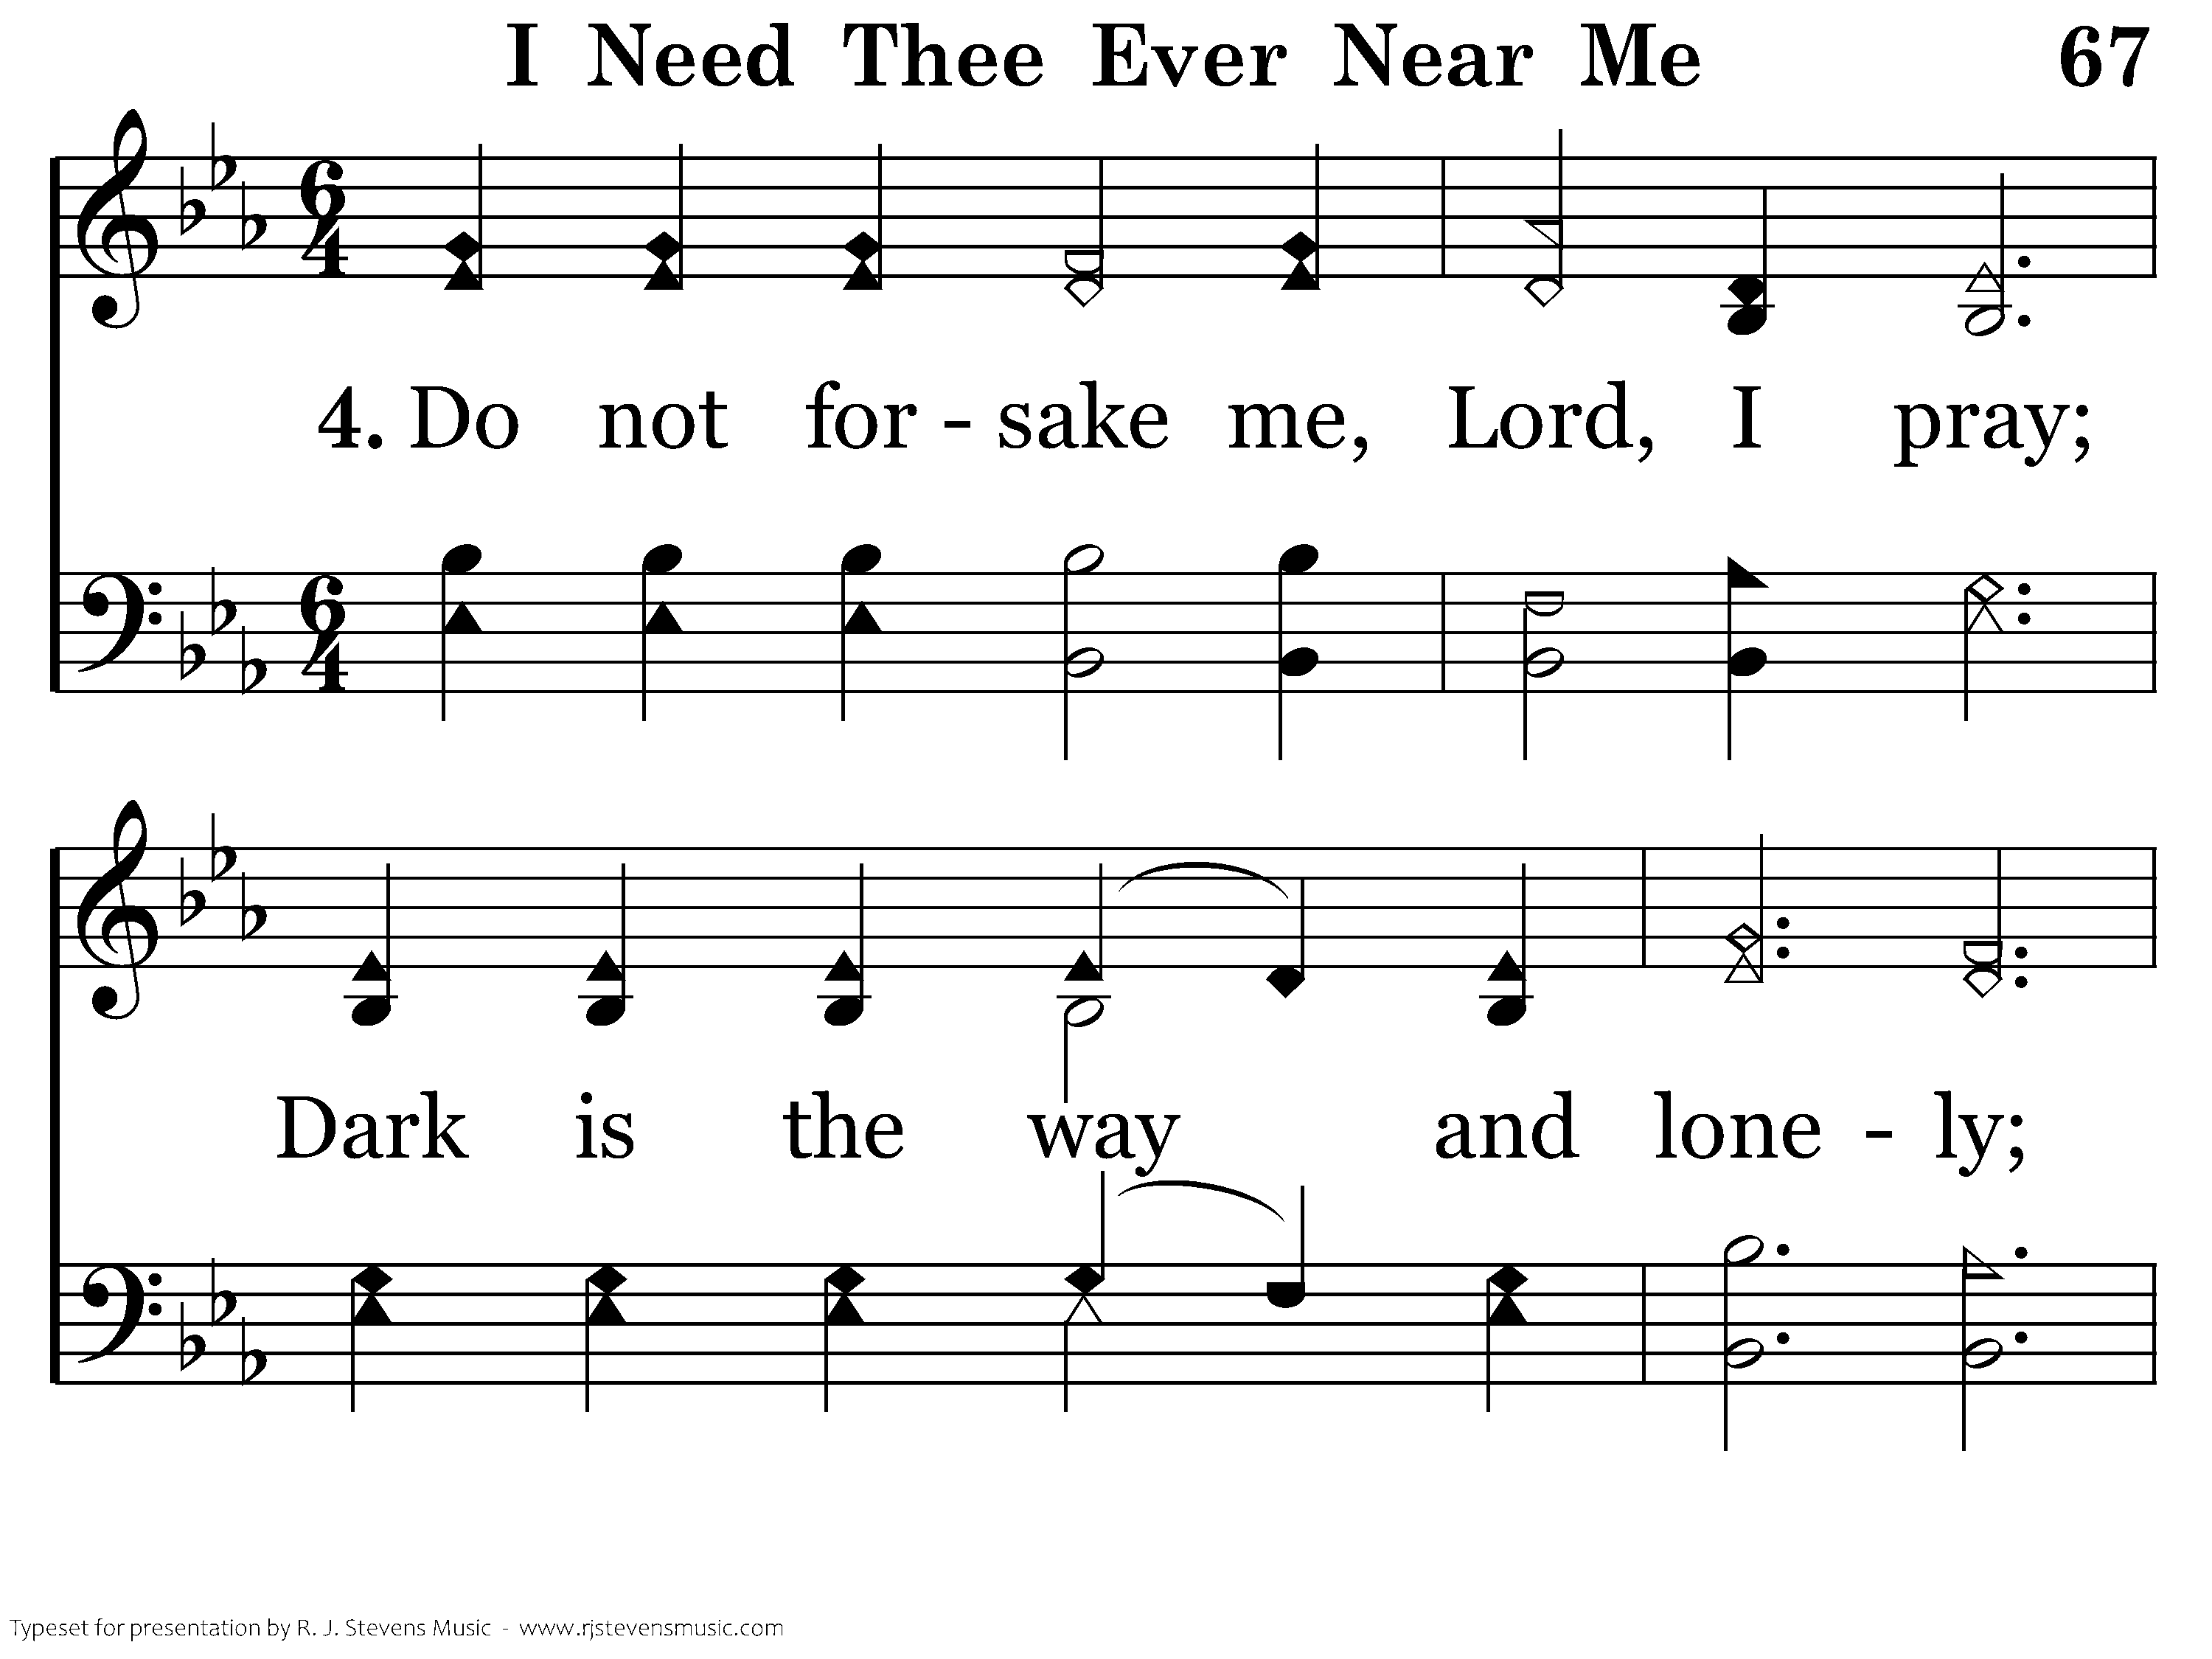 I Need Thee Ever Near Me 67
4. Do not for - sake me, Lord, I pray;
Dark is the way and lone - ly;
Typeset for presentation by R. J. Stevens Music - www.rjstevensmusic.com